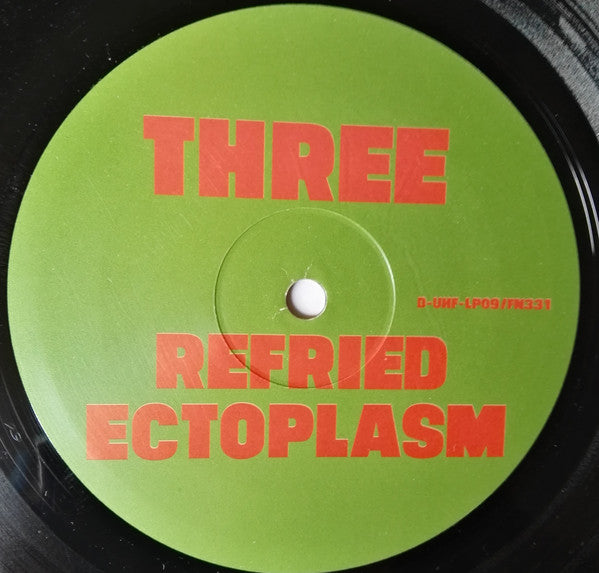 THREE
D-UHF-LP09/FN331
REFRIED
ECTOPLASM